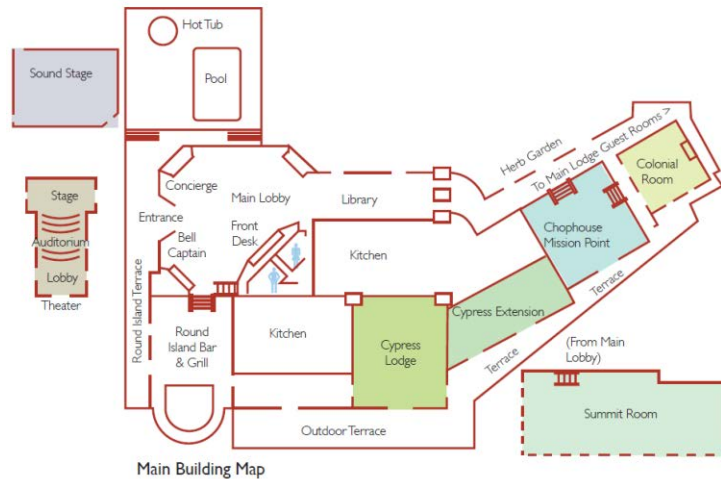 Hot Tub
Pool
Sound Stage
Stage
Auditorium
Lobby
Theater
Concierge
Main Lobby
Library
Entrance
Bell
Captain
Front
Desk
Kitchen
Herb Garden
To Main Lodge Guest Rooms >
Colonial
Room
Chophouse
Mission Point
Terrace
Cypress Extension
Terrace
Round Island Terrace
Round
Island Bar
& Grill
Kitchen
Cypress
Lodge
Outdoor Terrace
(From Main
Lobby)
Summit Room
Main Building Map